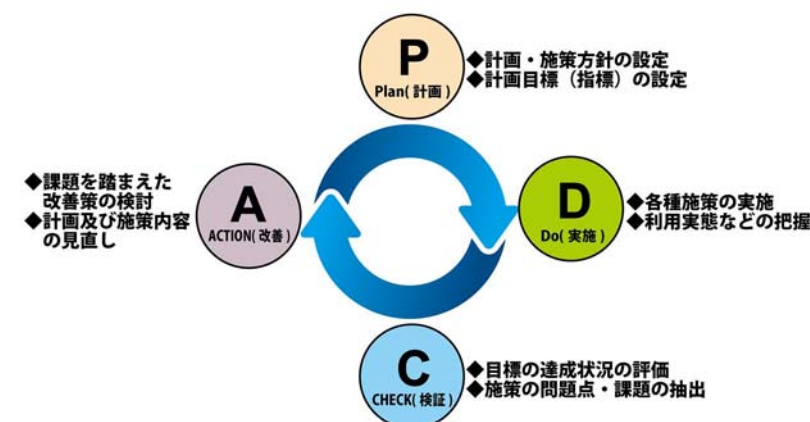 P
Plan( 計画 )
◆計画・施策方針の設定
◆計画目標（指標）の設定
D
Do( 実施 )
◆各種施策の実施
◆利用実態などの把握
C
CHECK( 検証 )
◆目標の達成状況の評価
◆施策の問題点・課題の抽出
A
ACTION( 改善 )
◆課題を踏まえた
改善策の検討
◆計画及び施策内容
の見直し